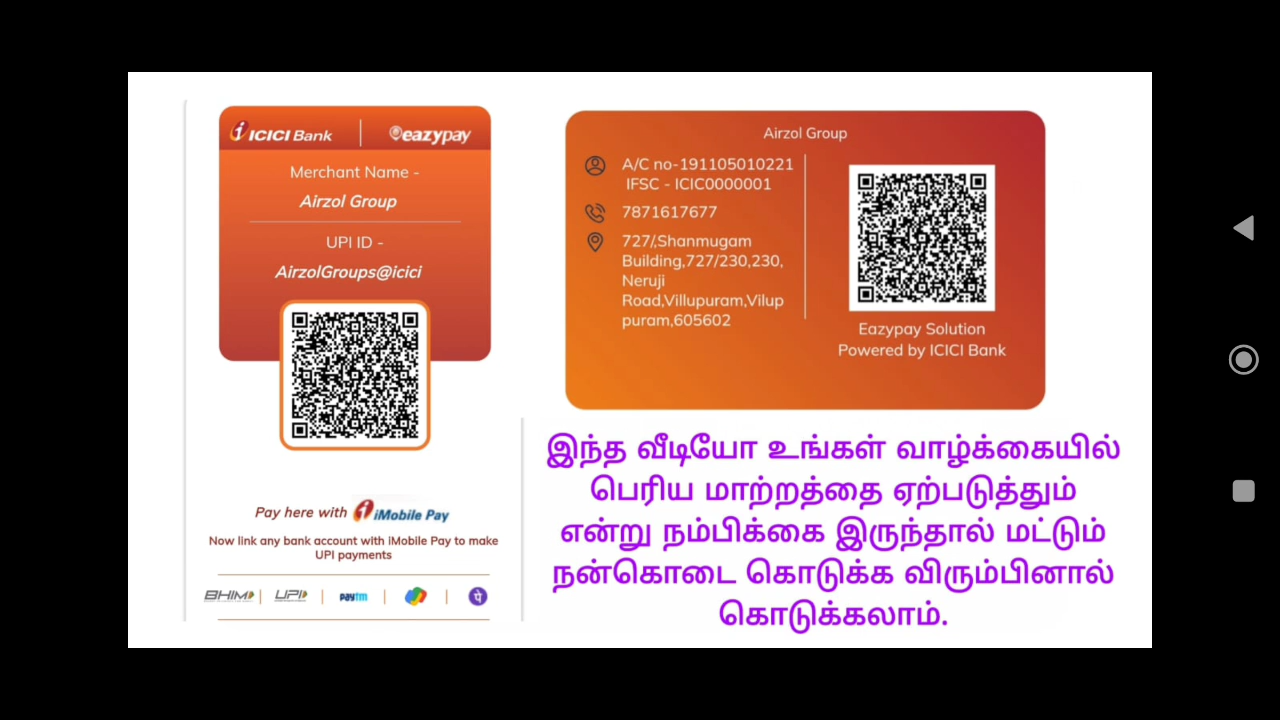 ICICI Bank | eazypay
Merchant Name -
Airzol Group
UPI ID -
AirzolGroups@icici
Pay here with iMobile Pay
Now link any bank account with iMobile Pay to make
UPI payments
BHIM | UPI | paytm | | पे
Airzol Group
A/C no-191105010221
IFSC - ICIC0000001
7871617677
727/,Shanmugam
Building,727/230,230,
Neruji
Road,Villupuram,Vilup
puram,605602
Eazypay Solution
Powered by ICICI Bank
இந்த வீடியோ உங்கள் வாழ்க்கையில்
பெரிய மாற்றத்தை ஏற்படுத்தும்
என்று நம்பிக்கை இருந்தால் மட்டும்
நன்கொடை கொடுக்க விரும்பினால்
கொடுக்கலாம்.